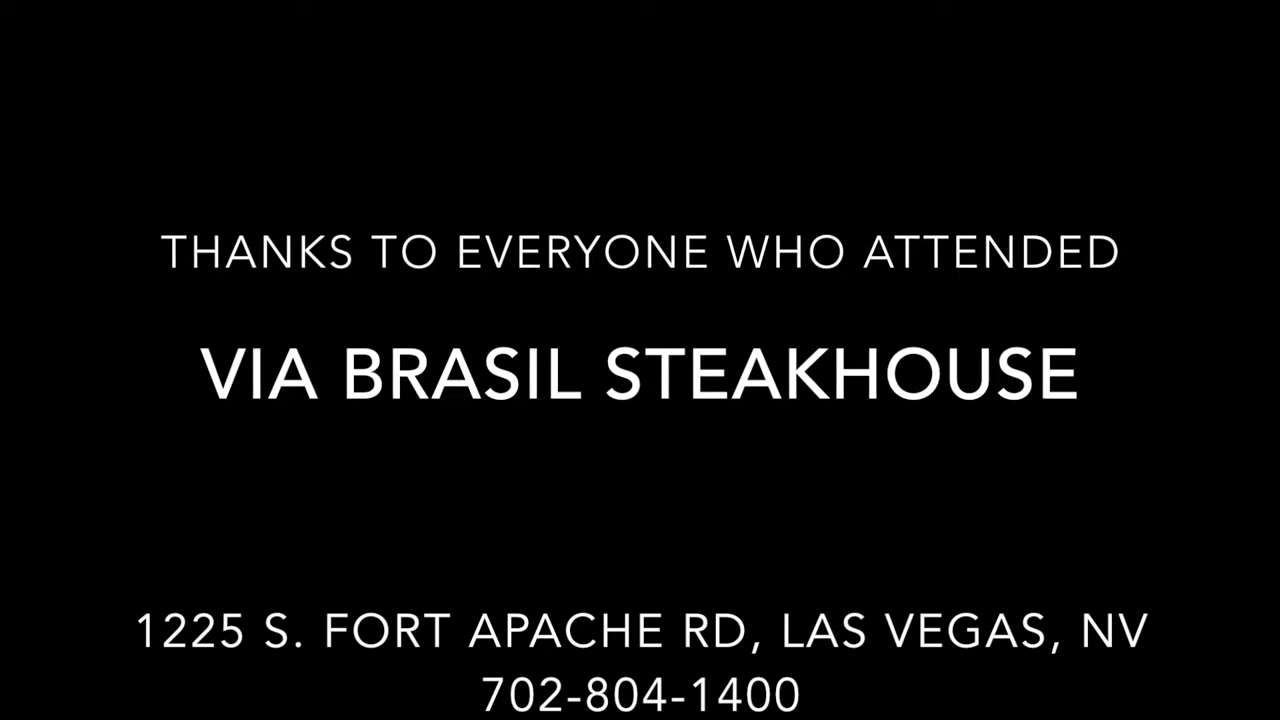 THANKS TO EVERYONE WHO ATTENDED
VIA BRASIL STEAKHOUSE
1225 S. FORT APACHE RD, LAS VEGAS, NV
702-804-1400